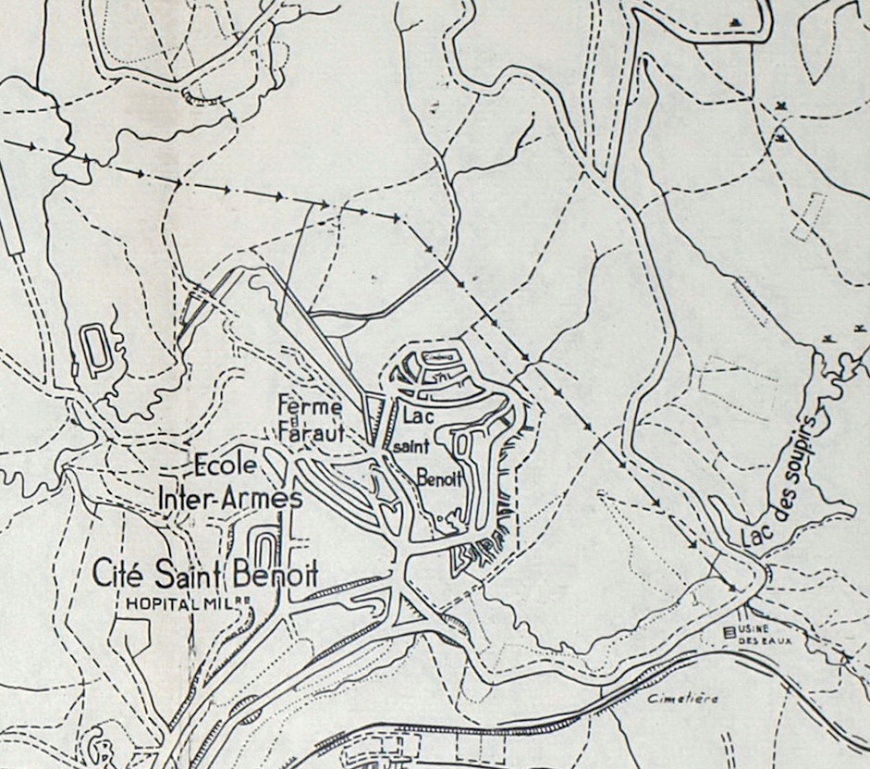 CINEMA
Ferme
Faraut
Lac
saint
Benoit
Ecole
Inter-Armes
Lac des soupirs
Cité Saint Benoit
HOPITAL MIL.RE
USINE
DES EAUX
Cimetière